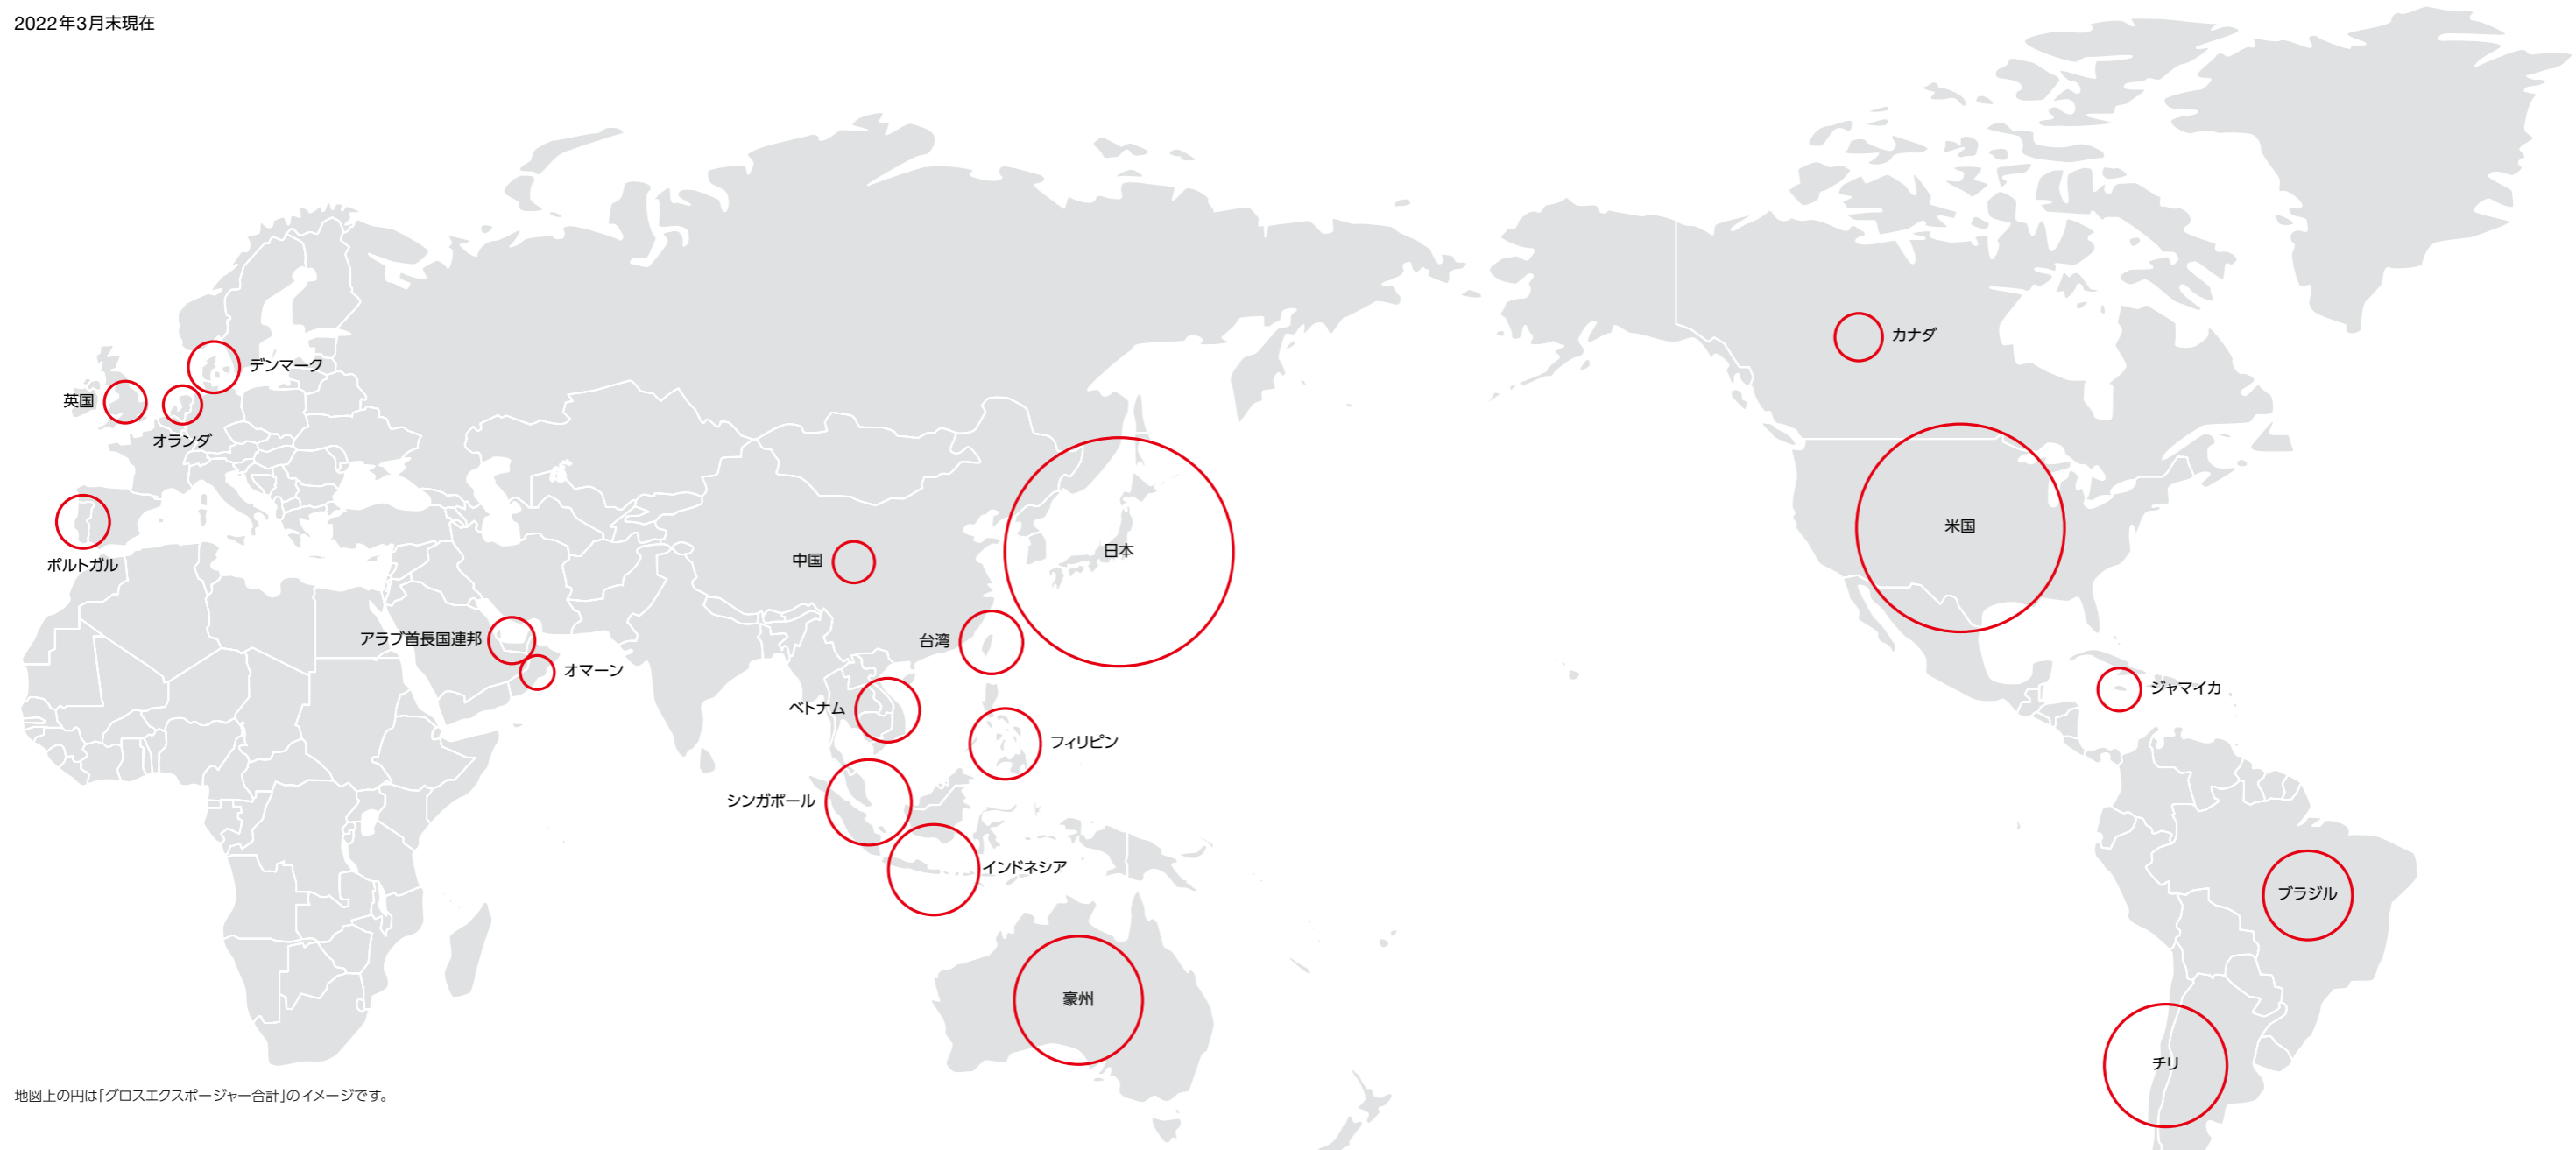 2022年3月末現在
カナダ
デンマーク
英国
オランダ
米国
日本
中国
ポルトガル
アラブ首長国連邦
台湾
オマーン
ジャマイカ
ベトナム
フィリピン
シンガポール
インドネシア
ブラジル
豪州
チリ
地図上の円は「グロスエクスポージャー合計」のイメージです。